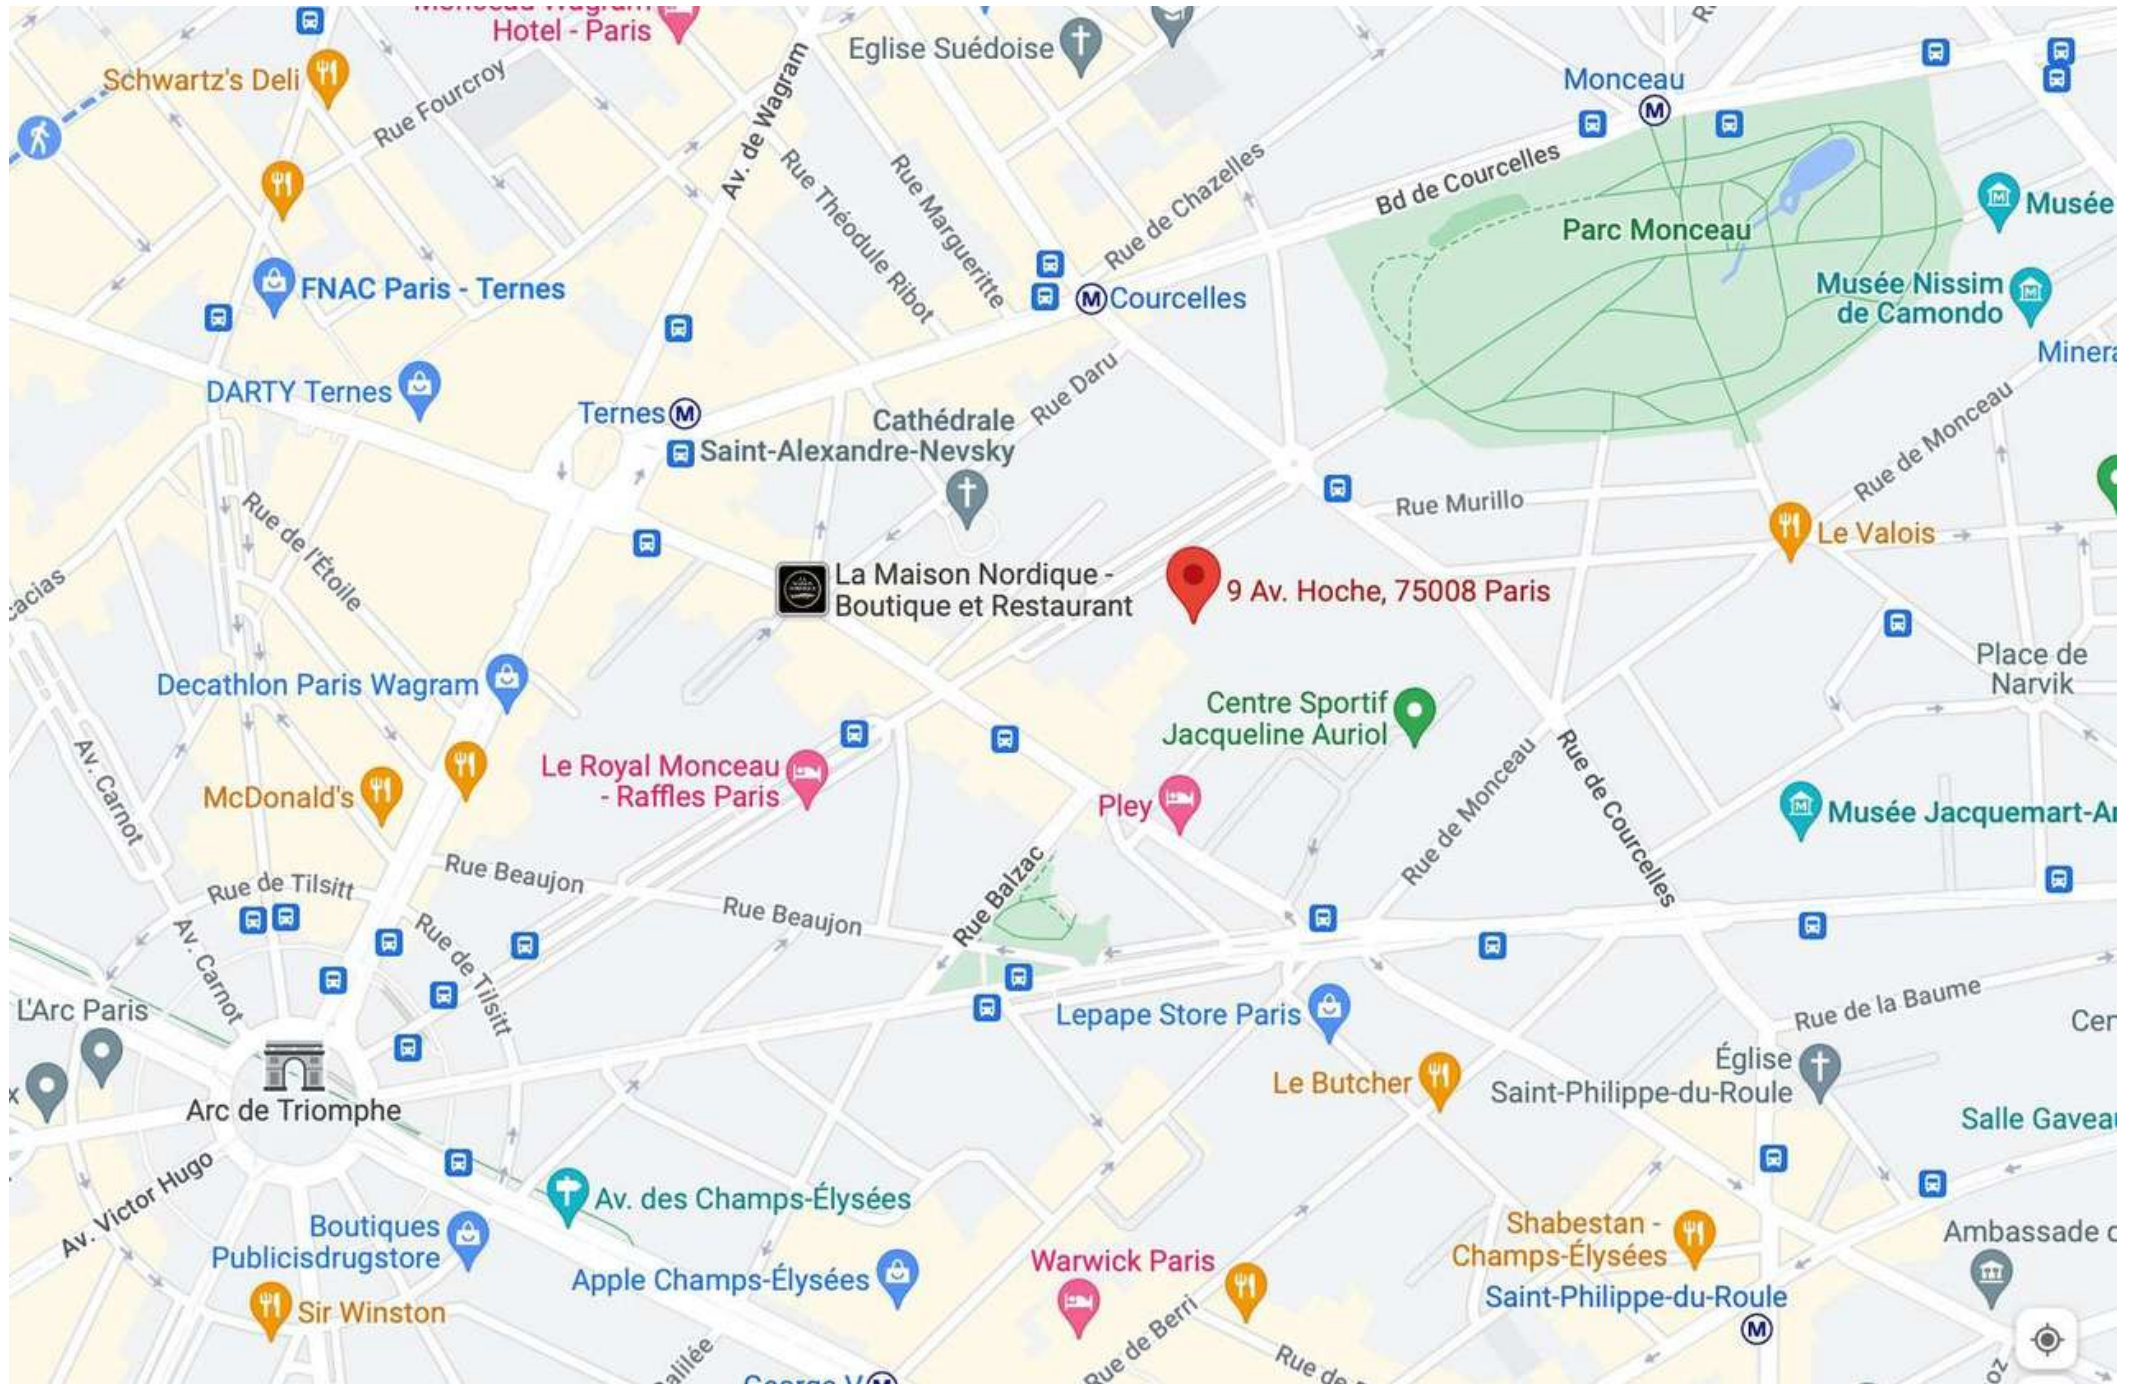 Monceau Wagram
Hotel - Paris
Schwartz's Deli
Rue Fourcroy
Av. de Wagram
Eglise Suédoise
Monceau
Rue Théodule Ribot
Rue Margueritte
Rue de Chazelles
Bd de Courcelles
Parc Monceau
Musée
Musée Nissim
de Camondo
FNAC Paris - Ternes
Courcelles
DARTY Ternes
Ternes
Rue Daru
Cathédrale
Saint-Alexandre-Nevsky
Rue de Monceau
Rue Murillo
Le Valois
Rue de l'Étoile
La Maison Nordique -
Boutique et Restaurant
9 Av. Hoche, 75008 Paris
Place de
Narvik
Decathlon Paris Wagram
Centre Sportif
Jacqueline Auriol
Av. Carnot
McDonald's
Le Royal Monceau
- Raffles Paris
Pley
Rue de Monceau
Rue de Courcelles
Musée Jacquemart-A
Rue de Tilsitt
Rue Beaujon
Rue Beaujon
Rue Balzac
Av. Carnot
Rue de Tilsitt
L'Arc Paris
Lepape Store Paris
Rue de la Baume
Cer
Arc de Triomphe
Le Butcher
Église
Saint-Philippe-du-Roule
Salle Gavea
Av. Victor Hugo
Av. des Champs-Élysées
Boutiques
Publicisdrugstore
Apple Champs-Élysées
Warwick Paris
Shabestan -
Champs-Élysées
Saint-Philippe-du-Roule
Ambassade
Sir Winston
Rue de Berri
Rue de
George V